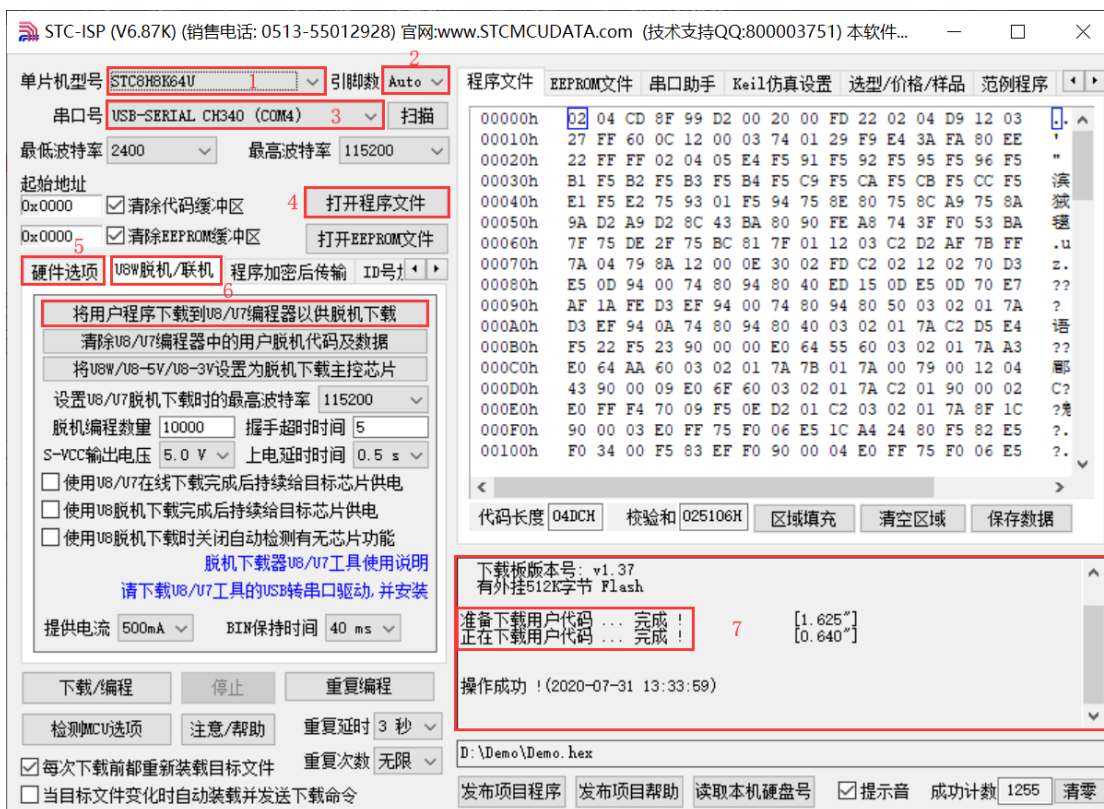 STC-ISP (V6.87K) (销售电话: 0513-55012928) 官网:www.STCMCUDATA.com (技术支持QQ:800003751) 本软件...
单片机型号 STC8H8K64U 1 引脚数 Auto 2
串口号 USB-SERIAL CH340 (COM4) 3 扫描
最低波特率 2400 最高波特率 115200
起始地址
0x0000 清除代码缓冲区 4 打开程序文件
0x0000 清除EEPROM缓冲区 打开EEPROM文件
5
硬件选项 U8W脱机/联机 程序加密后传输
6
将用户程序下载到U8/U7编程器以供脱机下载
清除U8/U7编程器中的用户脱机代码及数据
将U8W/U8-5V/U8-3V设置为脱机下载主控芯片
设置U8/U7脱机下载时的最高波特率 115200
脱机编程数量 10000 握手超时时间 5
S-VCC输出电压 5.0 V 上电延时时间 0.5 s
使用U8/U7在线下载完成后持续给目标芯片供电
使用U8脱机下载完成后持续给目标芯片供电
使用U8脱机下载时关闭自动检测有无芯片功能
脱机下载器U8/U7工具使用说明
请下载U8/U7工具的USB转串口驱动,并安装
提供电流 500mA BIN保持时间 40 ms
下载/编程 停止 重复编程
检测MCU选项 注意/帮助 重复延时 3 秒
每次下载前都重新装载目标文件 重复次数 无限
当目标文件变化时自动装载并发送下载命令
程序文件 EEPROM文件 串口助手 Keil仿真设置 选型/价格/样品 范例程序
00000h 02 04 CD 8F 99 D2 00 20 00 FD 22 02 04 D9 12 03 ..
00010h 27 FF 60 0C 12 00 03 74 01 29 F9 E4 3A FA 80 EE '
00020h 22 FF FF 02 04 05 E4 F5 91 F5 92 F5 95 F5 96 F5 "
00030h B1 F5 B2 F5 B3 F5 B4 F5 C9 F5 CA F5 CB F5 CC F5 滨
00040h E1 F5 E2 75 93 01 F5 94 75 8E 80 75 8C A9 75 8A
00050h 9A D2 A9 D2 8C 43 BA 80 90 FE A8 74 3F F0 53 BA
00060h 7F 75 DE 2F 75 BC 81 7F 01 12 03 C2 D2 AF 7B FF .u
00070h 7A 04 79 8A 12 00 0E 30 02 FD C2 02 12 02 70 D3 z.
00080h E5 0D 94 00 74 80 94 80 40 ED 15 0D E5 0D 70 E7 ??
00090h AF 1A FE D3 EF 94 00 74 80 94 80 50 03 02 01 7A ?
000A0h D3 EF 94 0A 74 80 94 80 40 03 02 01 7A C2 D5 E4 语
000B0h F5 22 F5 23 90 00 00 E0 64 55 60 03 02 01 7A A3 ??
000C0h E0 64 AA 60 03 02 01 7A 7B 01 7A 00 79 00 12 04
000D0h 43 90 00 09 E0 6F 60 03 02 01 7A C2 01 90 00 02 C?
000E0h E0 FF F4 70 09 F5 0E D2 01 C2 03 02 01 7A 8F 1C
000F0h 90 00 03 E0 FF 75 F0 06 E5 1C A4 24 80 F5 82 E5 ?.
00100h F0 34 00 F5 83 EF F0 90 00 04 E0 FF 75 F0 06 E5 ?.
代码长度 04DCH 校验和 025106H 区域填充 清空区域 保存数据
下载板版本号: v1.37
有外挂512K字节 Flash
准备下载用户代码 ... 完成 ! [1.625"]
正在下载用户代码 ... 完成 ! [0.640"]
7
操作成功 !(2020-07-31 13:33:59)
D:\Demo\Demo.hex
发布项目程序 发布项目帮助 读取本机硬盘号 提示音 成功计数 1255 清零